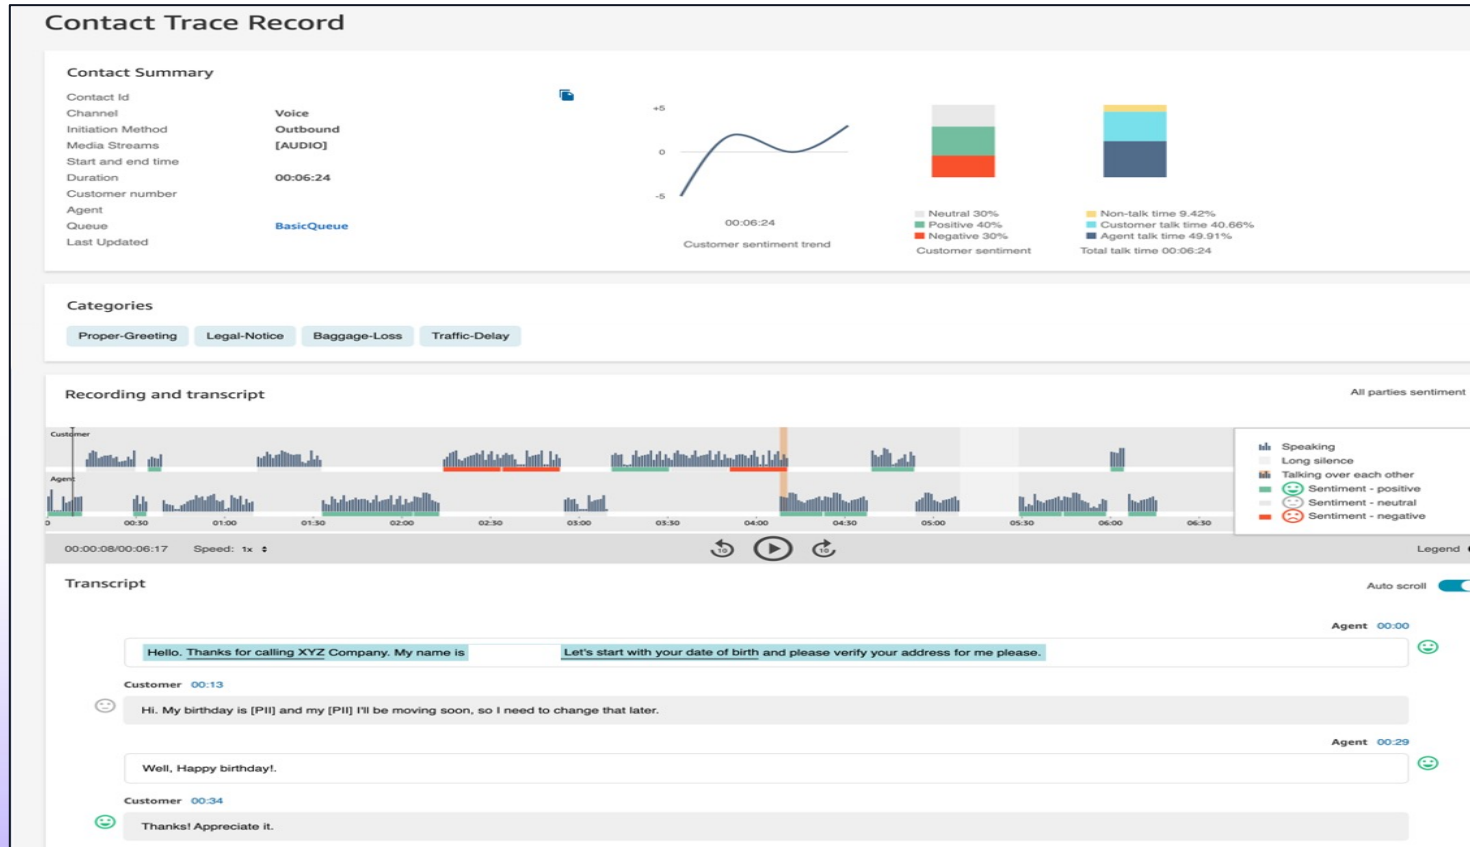 Contact Trace Record
Contact Summary
Contact Id
Channel Voice
Initiation Method Outbound
Media Streams [AUDIO]
Start and end time
Duration 00:06:24
Customer number
Agent
Queue BasicQueue
Last Updated
+5
0
-5
00:06:24
Customer sentiment trend
Neutral 30%
Positive 40%
Negative 30%
Customer sentiment
Non-talk time 9.42%
Customer talk time 40.66%
Agent talk time 49.91%
Total talk time 00:06:24
Categories
Proper-Greeting Legal-Notice Baggage-Loss Traffic-Delay
Recording and transcript
All parties sentiment
Customer
Agent
0 00:30 01:00 01:30 02:00 02:30 03:00 03:30 04:00 04:30 05:00 05:30 06:00 06:30
Speaking
Long silence
Talking over each other
Sentiment - positive
Sentiment - neutral
Sentiment - negative
00:00:08/00:06:17 Speed: 1x 10 10 Legend
Transcript
Auto scroll
Agent 00:00
Hello. Thanks for calling XYZ Company. My name is Let's start with your date of birth and please verify your address for me please.
Customer 00:13
Hi. My birthday is [PII] and my [PII] I'll be moving soon, so I need to change that later.
Agent 00:29
Well, Happy birthday!.
Customer 00:34
Thanks! Appreciate it.